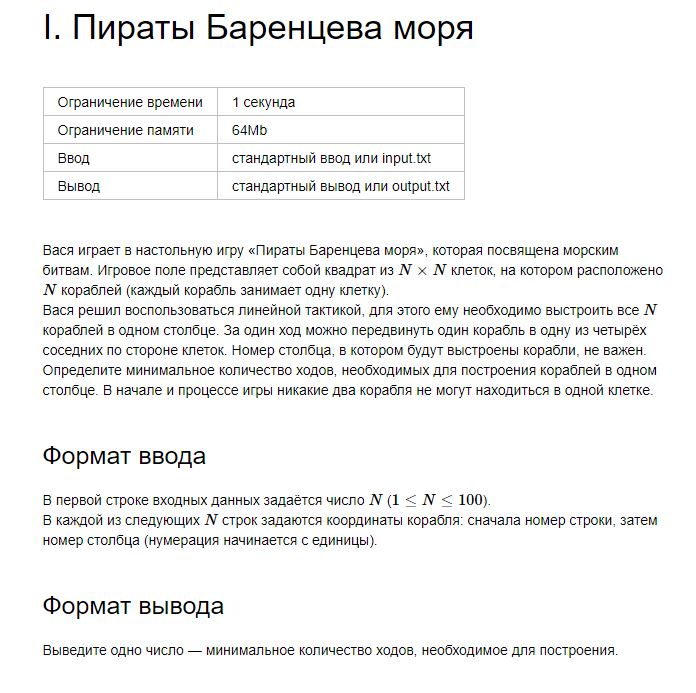 I. Пираты Баренцева моря
Ограничение времени 1 секунда
Ограничение памяти 64Mb
Ввод стандартный ввод или input.txt
Вывод стандартный вывод или output.txt
Вася играет в настольную игру «Пираты Баренцева моря», которая посвящена морским
битвам. Игровое поле представляет собой квадрат из N × N клеток, на котором расположено
N кораблей (каждый корабль занимает одну клетку).
Вася решил воспользоваться линейной тактикой, для этого ему необходимо выстроить все N
кораблей в одном столбце. За один ход можно передвинуть один корабль в одну из четырёх
соседних по стороне клеток. Номер столбца, в котором будут выстроены корабли, не важен.
Определите минимальное количество ходов, необходимых для построения кораблей в одном
столбце. В начале и процессе игры никакие два корабля не могут находиться в одной клетке.
Формат ввода
В первой строке входных данных задаётся число N (1 ≤ N ≤ 100).
В каждой из следующих N строк задаются координаты корабля: сначала номер строки, затем
номер столбца (нумерация начинается с единицы).
Формат вывода
Выведите одно число — минимальное количество ходов, необходимое для построения.